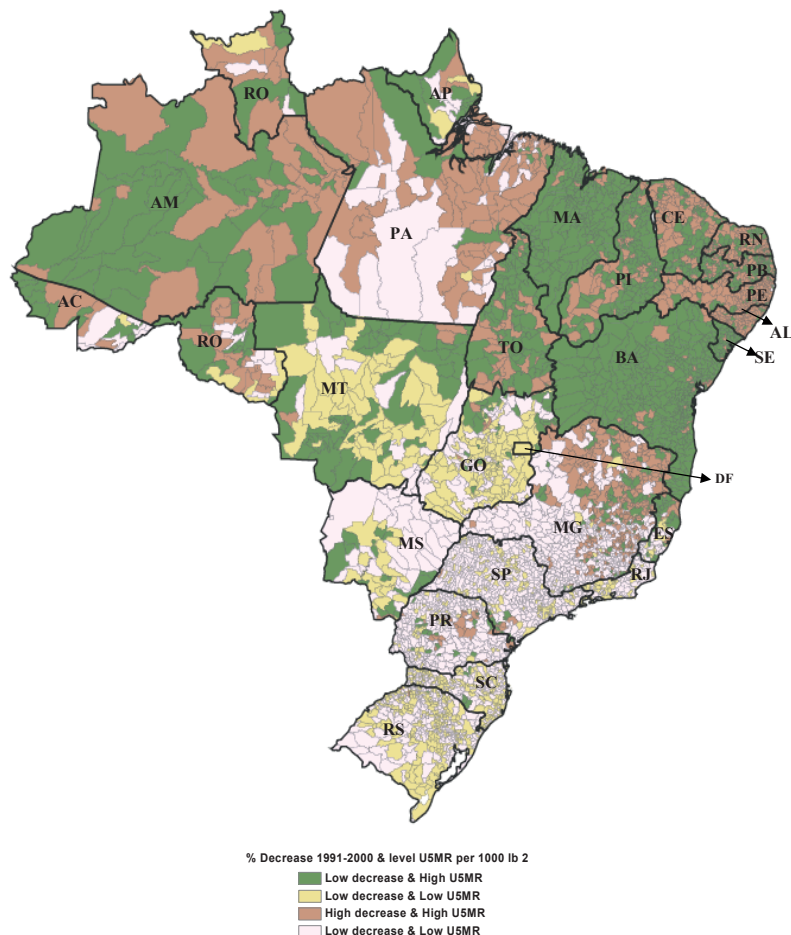 RO
AP
AM
PA
MA
CE
RN
PB
PI
PE
AC
AL
RO
TO
SE
BA
MT
GO
DF
MG
MS
ES
SP
RJ
PR
SC
RS
% Decrease 1991-2000 & level U5MR per 1000 lb 2
Low decrease & High U5MR
Low decrease & Low U5MR
High decrease & High U5MR
Low decrease & Low U5MR